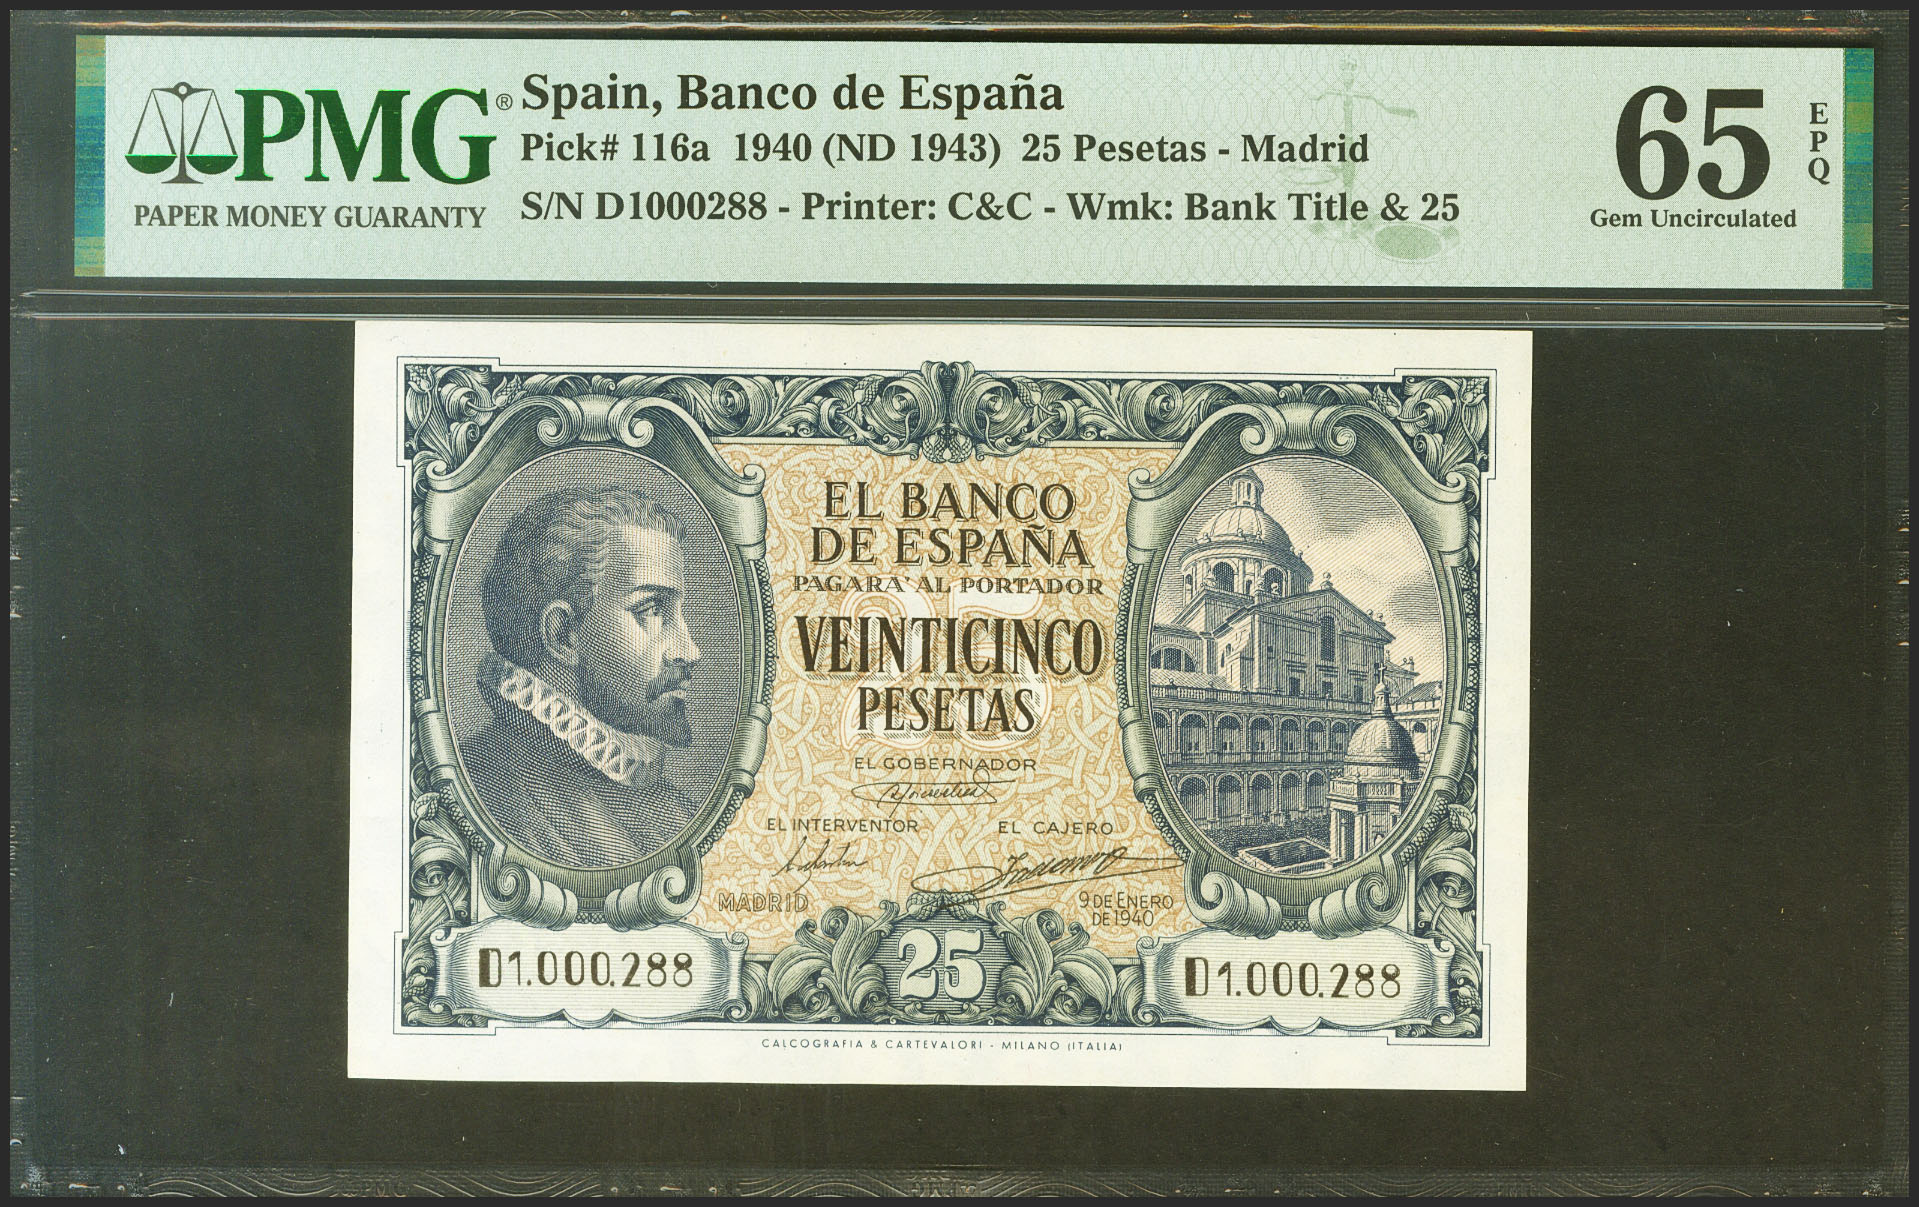 PMG®
PAPER MONEY GUARANTY
Spain, Banco de España
Pick# 116a 1940 (ND 1943) 25 Pesetas - Madrid
S/N D1000288 - Printer: C&C - Wmk: Bank Title & 25
65
EPQ
Gem Uncirculated
EL BANCO
DE ESPAÑA
PAGARA' AL PORTADOR
25
VEINTICINCO
PESETAS
EL GOBERNADOR
EL INTERVENTOR EL CAJERO
MADRID
9 DE ENERO
DE 1940
D1.000.288
25
D1.000.288
CALCOGRAFIA & CARTEVALORI - MILANO (ITALIA)